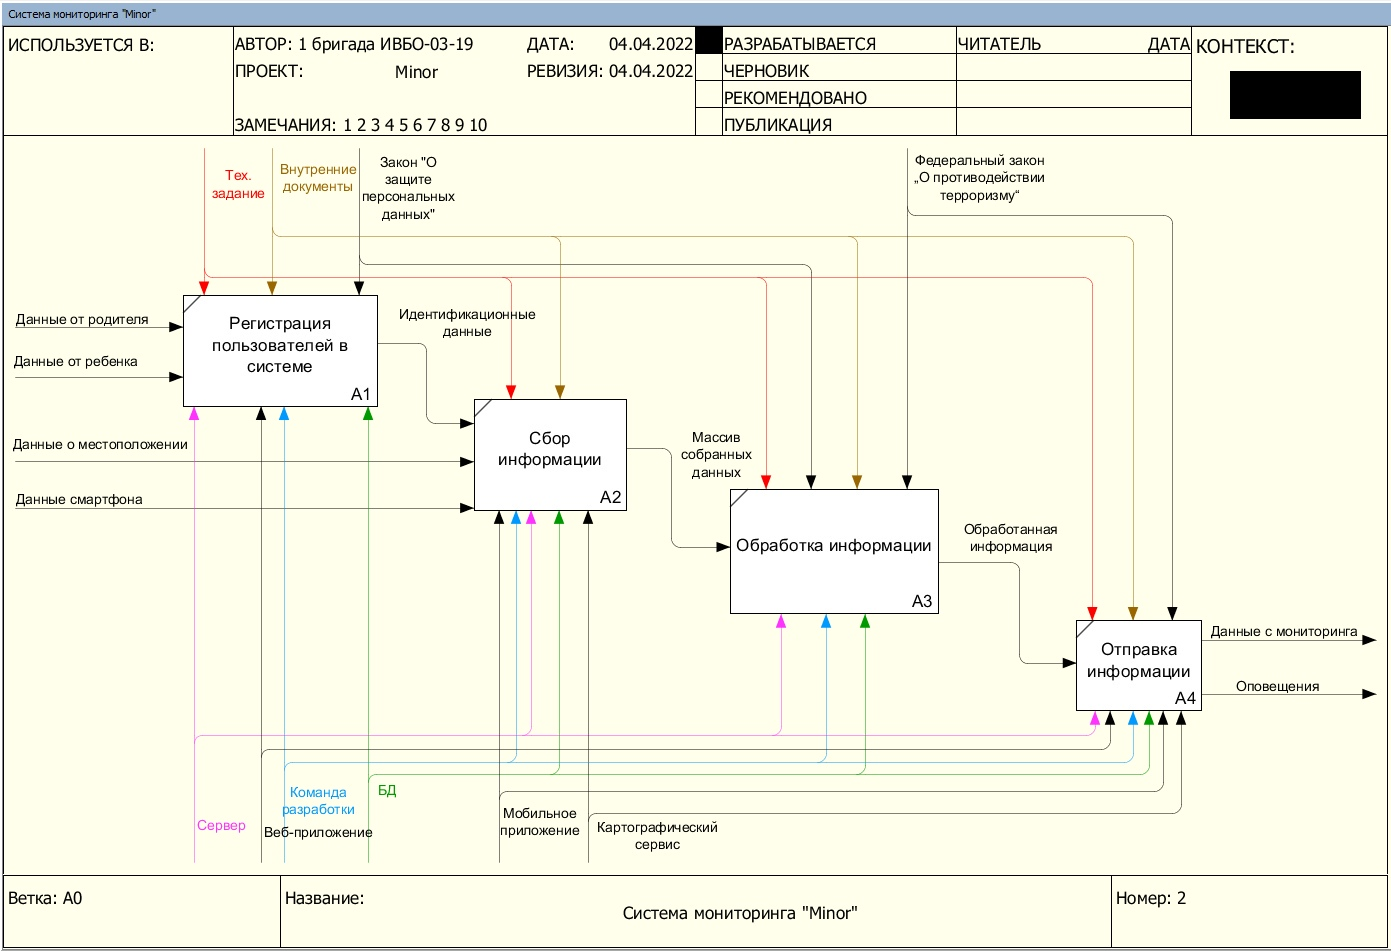 Система мониторинга "Minor"
ИСПОЛЬЗУЕТСЯ В:
АВТОР: 1 бригада ИВБО-03-19
ДАТА: 04.04.2022
ПРОЕКТ: Minor
РЕВИЗИЯ: 04.04.2022
ЗАМЕЧАНИЯ: 1 2 3 4 5 6 7 8 9 10
РАЗРАБАТЫВАЕТСЯ
ЧЕРНОВИК
РЕКОМЕНДОВАНО
ПУБЛИКАЦИЯ
ЧИТАТЕЛЬ
ДАТА
КОНТЕКСТ:
Тех.
задание
Внутренние
документы
Закон "О
защите
персональных
данных"
Федеральный закон
„О противодействии
терроризму“
Данные от родителя
Данные от ребенка
Регистрация
пользователей в
системе
A1
Идентификационные
данные
Данные о местоположении
Данные смартфона
Сбор
информации
A2
Массив
собранных
данных
Обработка информации
A3
Обработанная
информация
Отправка
информации
A4
Данные с мониторинга
Оповещения
Сервер
Веб-приложение
Команда
разработки
БД
Мобильное
приложение
Картографический
сервис
Ветка: A0
Название:
Система мониторинга "Minor"
Номер: 2